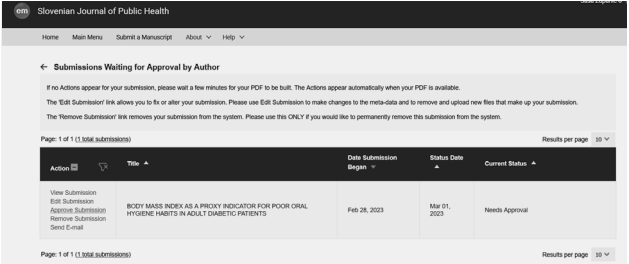 em Slovenian Journal of Public Health
Home Main Menu Submit a Manuscript About Help
← Submissions Waiting for Approval by Author
If no Actions appear for your submission, please wait a few minutes for your PDF to be built. The Actions appear automatically when your PDF is available.
The 'Edit Submission' link allows you to fix or alter your submission. Please use Edit Submission to make changes to the meta-data and to remove and upload new files that make up your submission.
The 'Remove Submission' link removes your submission from the system. Please use this ONLY if you would like to permanently remove this submission from the system.
Page: 1 of 1 (1 total submissions) Results per page 10
Action Title Date Submission Began Status Date Current Status
View Submission
Edit Submission
Approve Submission
Remove Submission
Send E-mail
BODY MASS INDEX AS A PROXY INDICATOR FOR POOR ORAL
HYGIENE HABITS IN ADULT DIABETIC PATIENTS
Feb 28, 2023
Mar 01,
2023
Needs Approval
Page: 1 of 1 (1 total submissions) Results per page 10